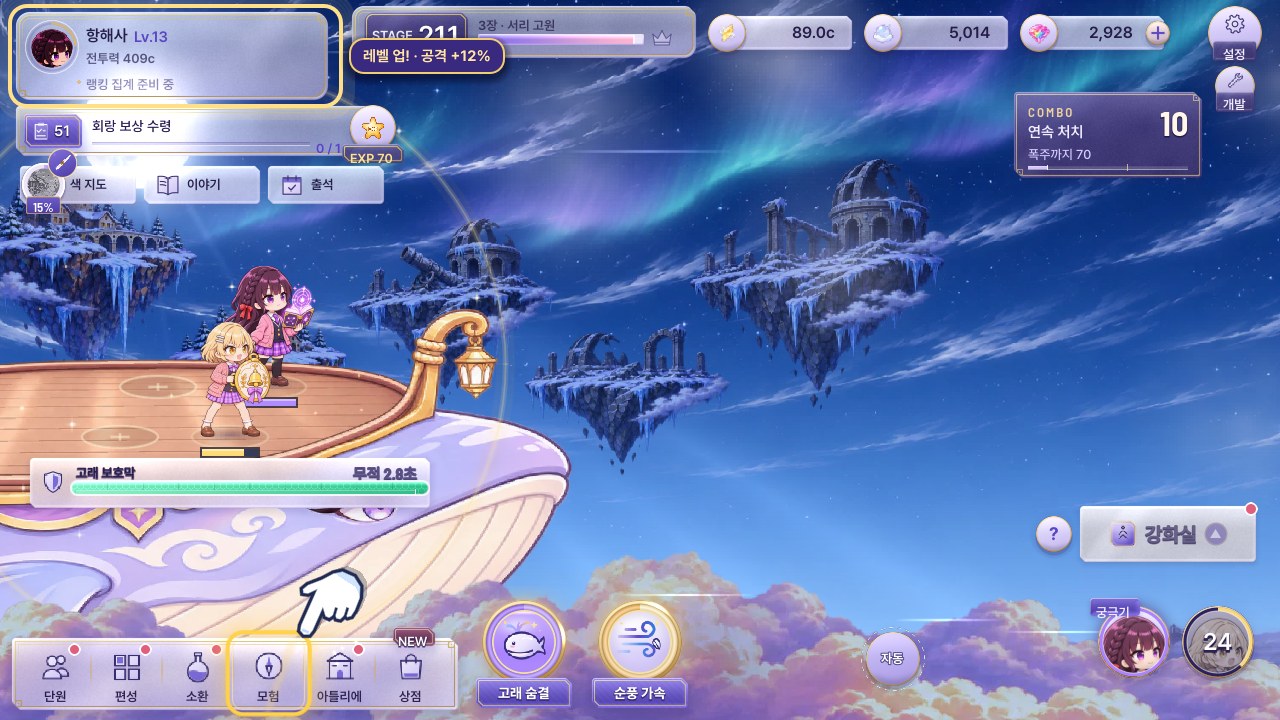 항해사 Lv.13
전투력 409c
랭킹 집계 준비 중
STAGE 211
3장 · 서리 고원
레벨 업! · 공격 +12%
89.0c
5,014
2,928
설정
개발
51
회랑 보상 수령
0 / 1
EXP 70
색 지도
15%
이야기
출석
COMBO
연속 처치
10
폭주까지 70
고래 보호막
무적 2.8초
?
강화실
궁극기
24
자동
단원
편성
소환
모험
아틀리에
NEW
상점
고래 숨결
순풍 가속